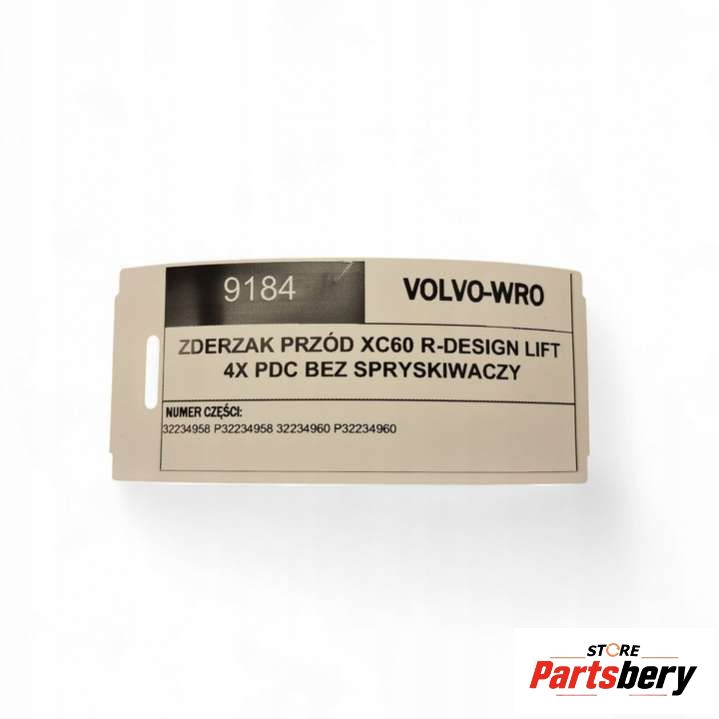 9184
VOLVO-WRO
ZDERZAK PRZÓD XC60 R-DESIGN LIFT
4X PDC BEZ SPRYSKIWACZY
NUMER CZĘŚCI:
32234958 P32234958 32234960 P32234960
STORE
Partsbery